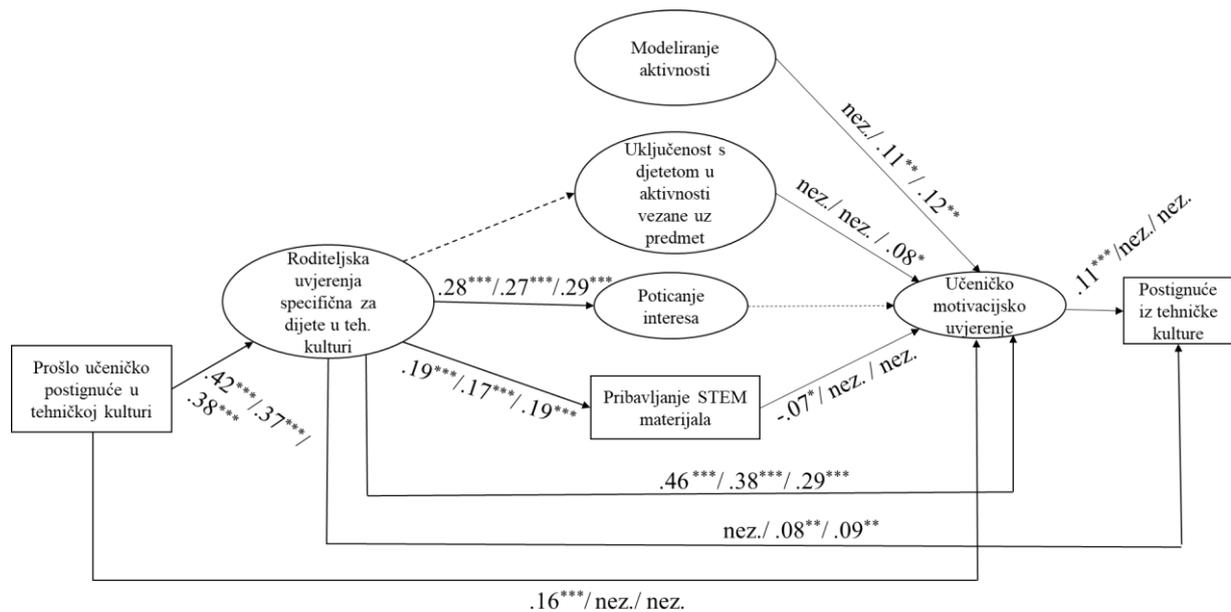 Modeliranje
aktivnosti
nez./ .11**/ .12**
Uključenost s
djetetom u
aktivnosti
vezane uz
predmet
nez./ nez. / .08*
Roditeljska
uvjerenja
specifična za
dijete u teh.
kulturi
.28***/.27***/.29***
Poticanje
interesa
Učeničko
motivacijsko
uvjerenje
.11***/nez./ nez.
Postignuće
iz tehničke
kulture
Prošlo učeničko
postignuće u
tehničkoj kulturi
.42***/.37***/
.38***
.19***/.17***/.19***
Pribavljanje STEM
materijala
-.07*/ nez. / nez.
.46***/ .38***/ .29***
nez./ .08**/ .09**
.16***/ nez./ nez.